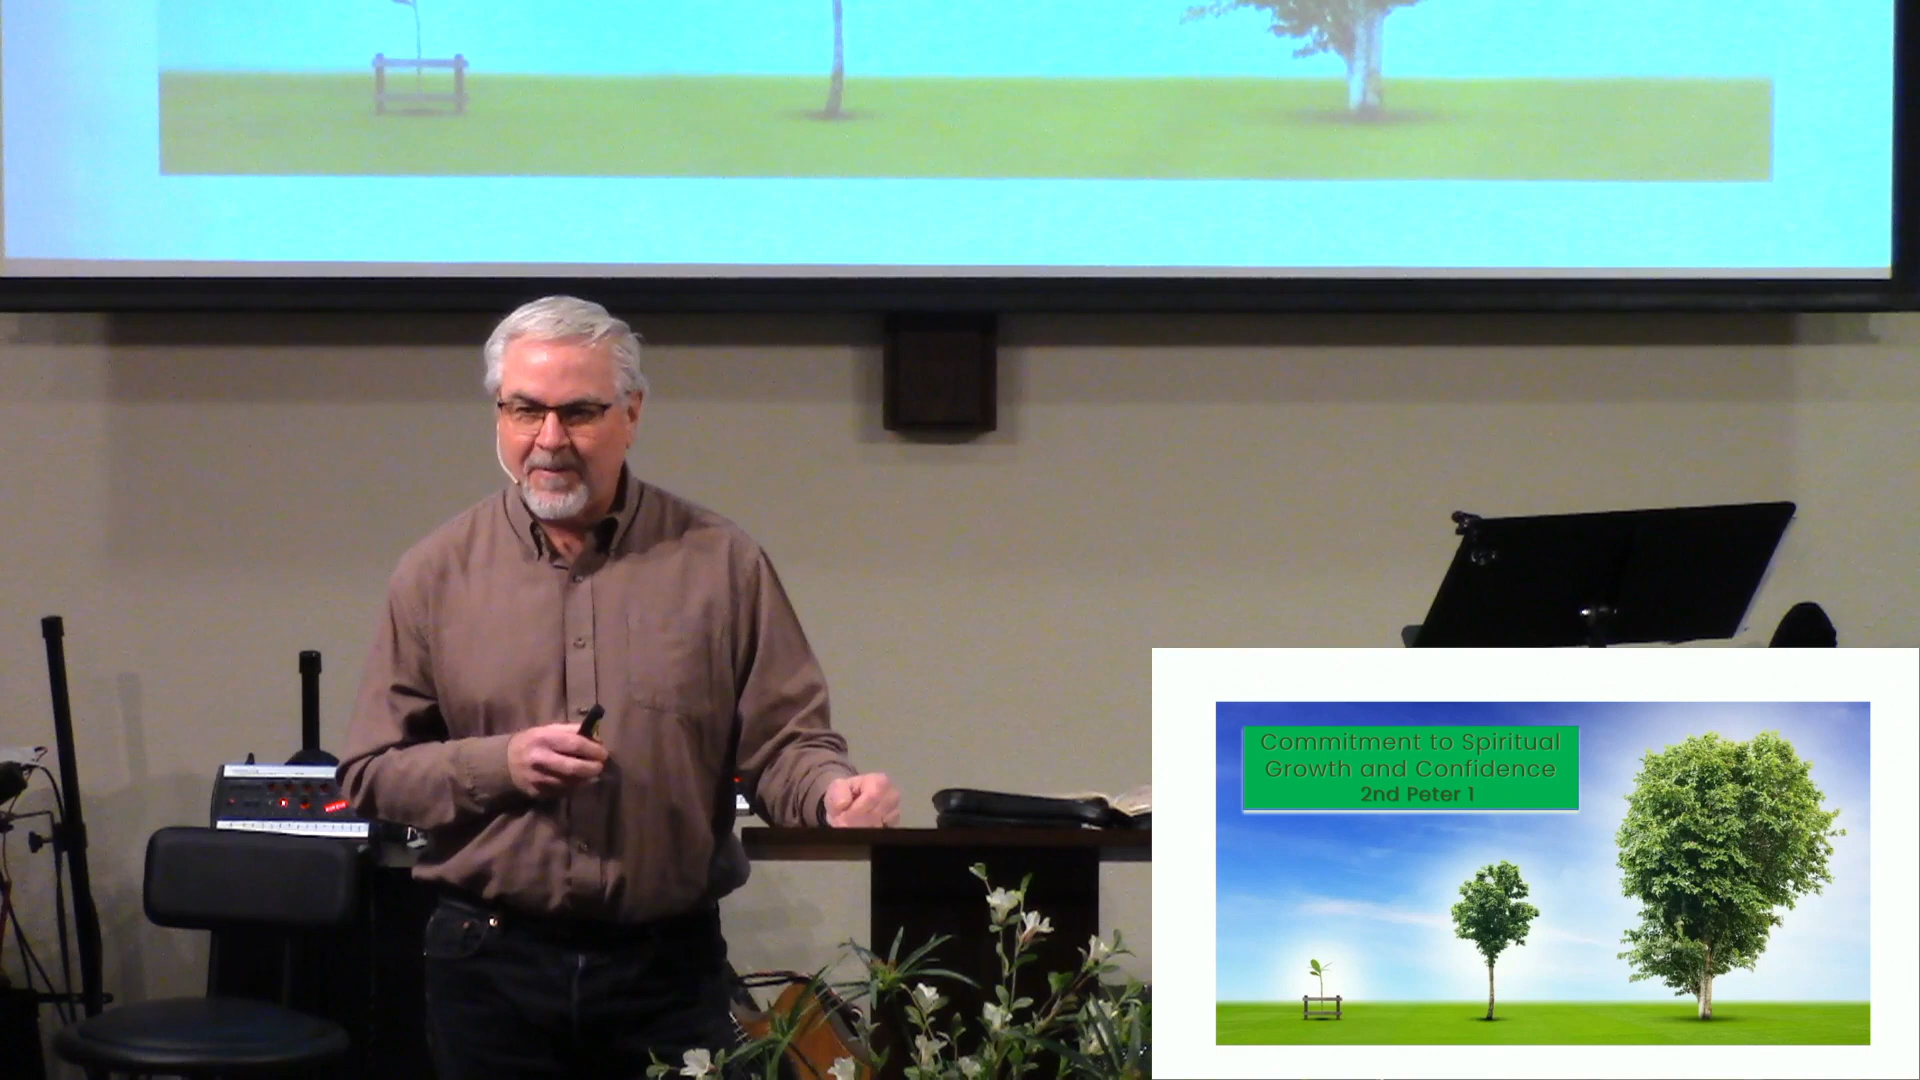 Commitment to Spiritual
Growth and Confidence
2nd Peter 1